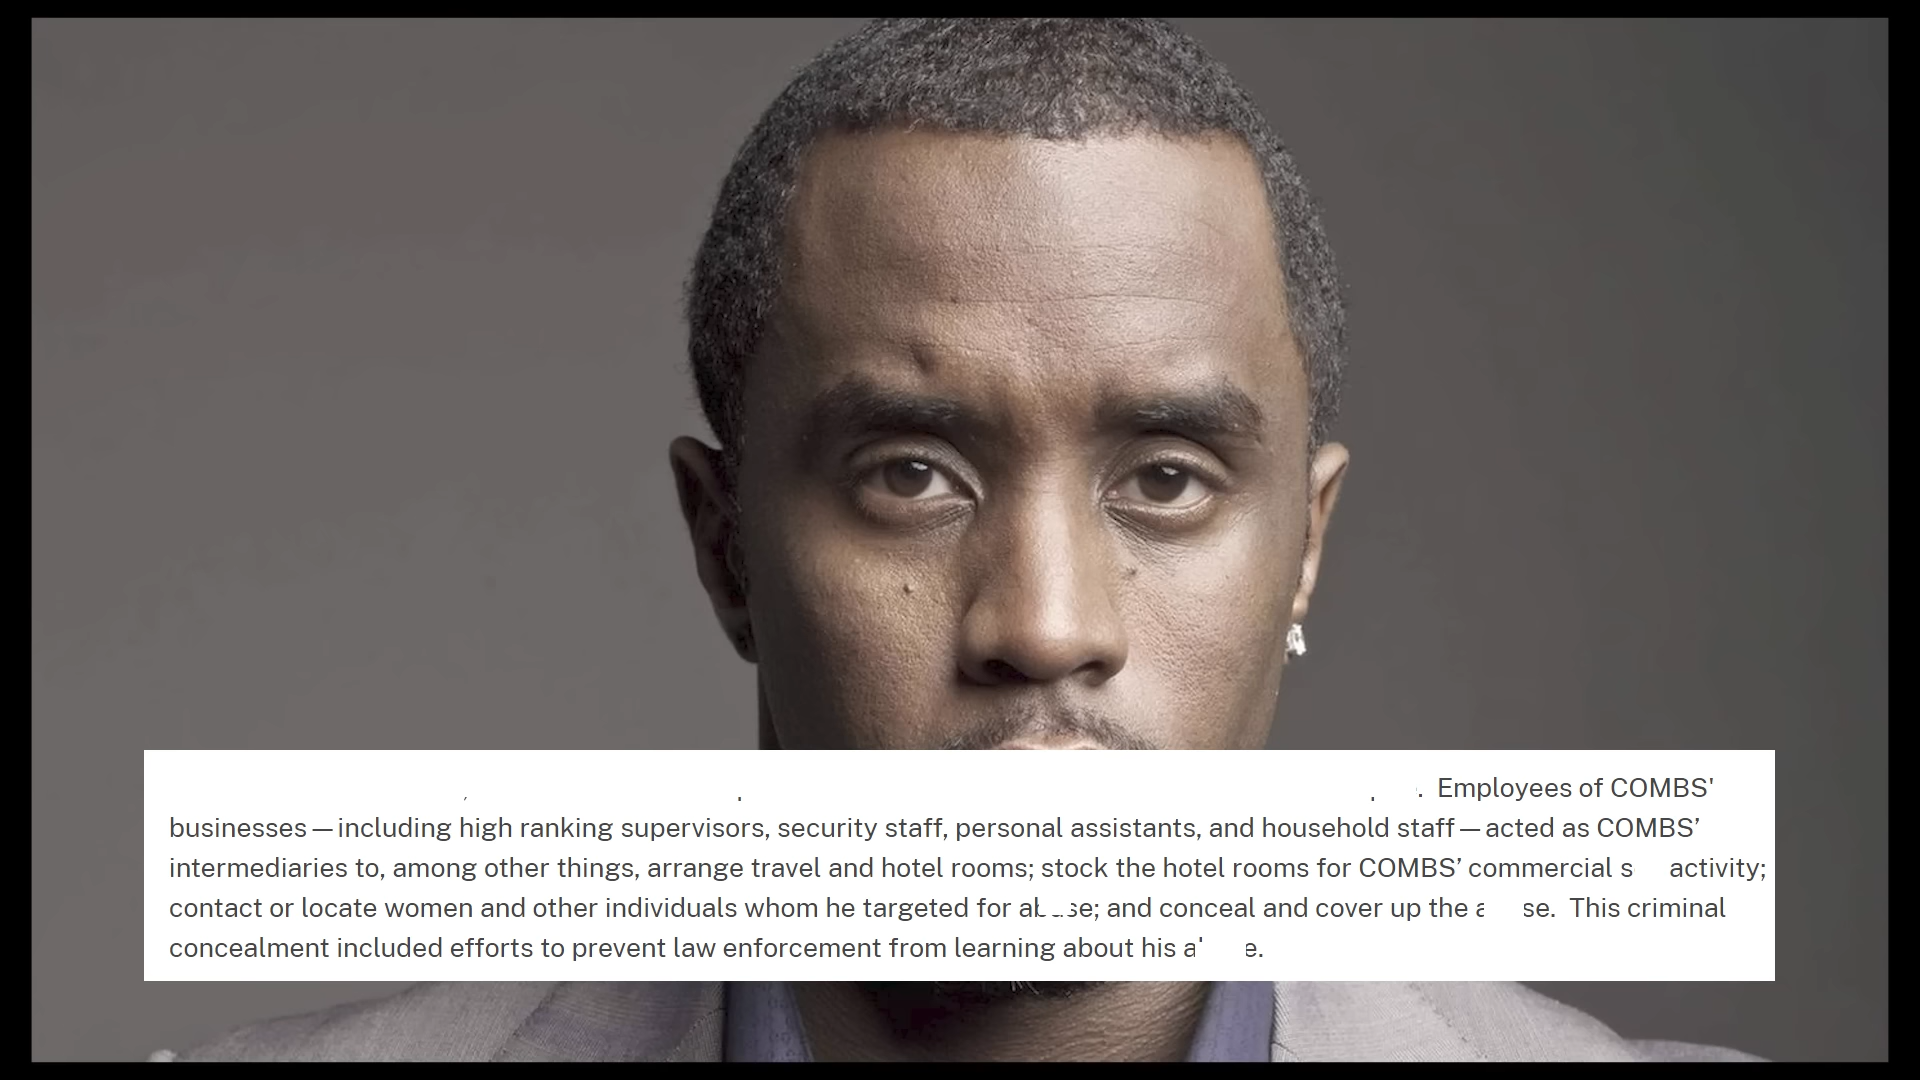 Employees of COMBS'
businesses—including high ranking supervisors, security staff, personal assistants, and household staff—acted as COMBS’
intermediaries to, among other things, arrange travel and hotel rooms; stock the hotel rooms for COMBS’ commercial activity;
contact or locate women and other individuals whom he targeted for and conceal and cover up the This criminal
concealment included efforts to prevent law enforcement from learning about his